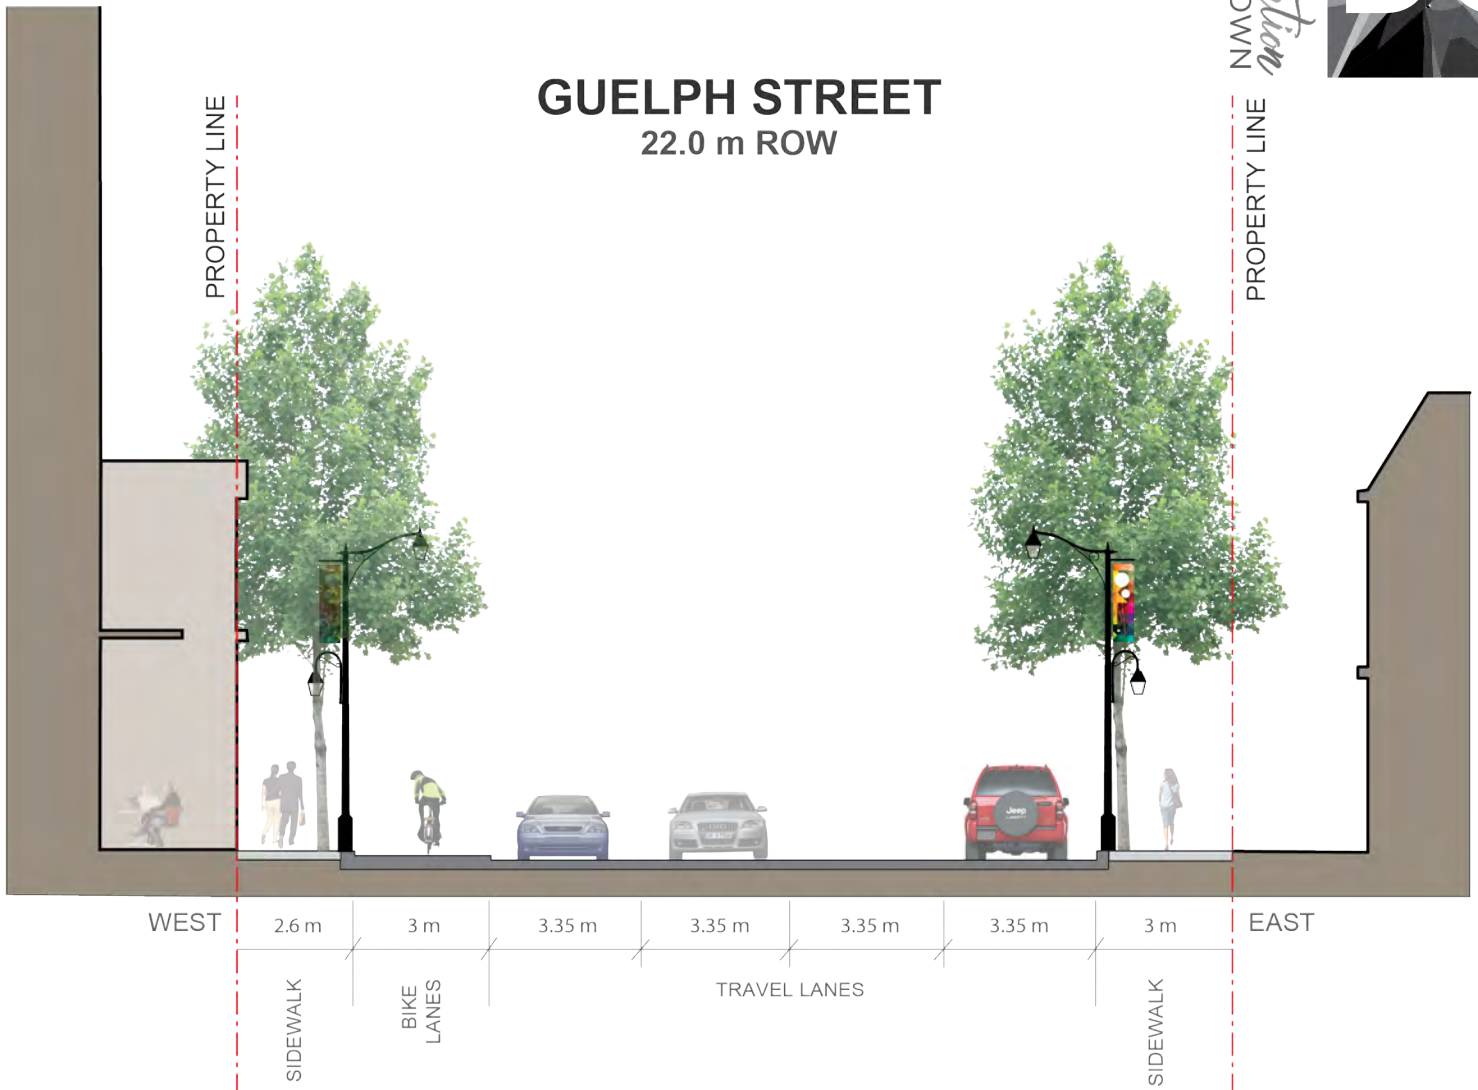 GUELPH STREET
22.0 m ROW
PROPERTY LINE
PROPERTY LINE
Jeep
WEST
2.6 m
3 m
3.35 m
3.35 m
3.35 m
3.35 m
3 m
EAST
SIDEWALK
BIKE
LANES
TRAVEL LANES
SIDEWALK